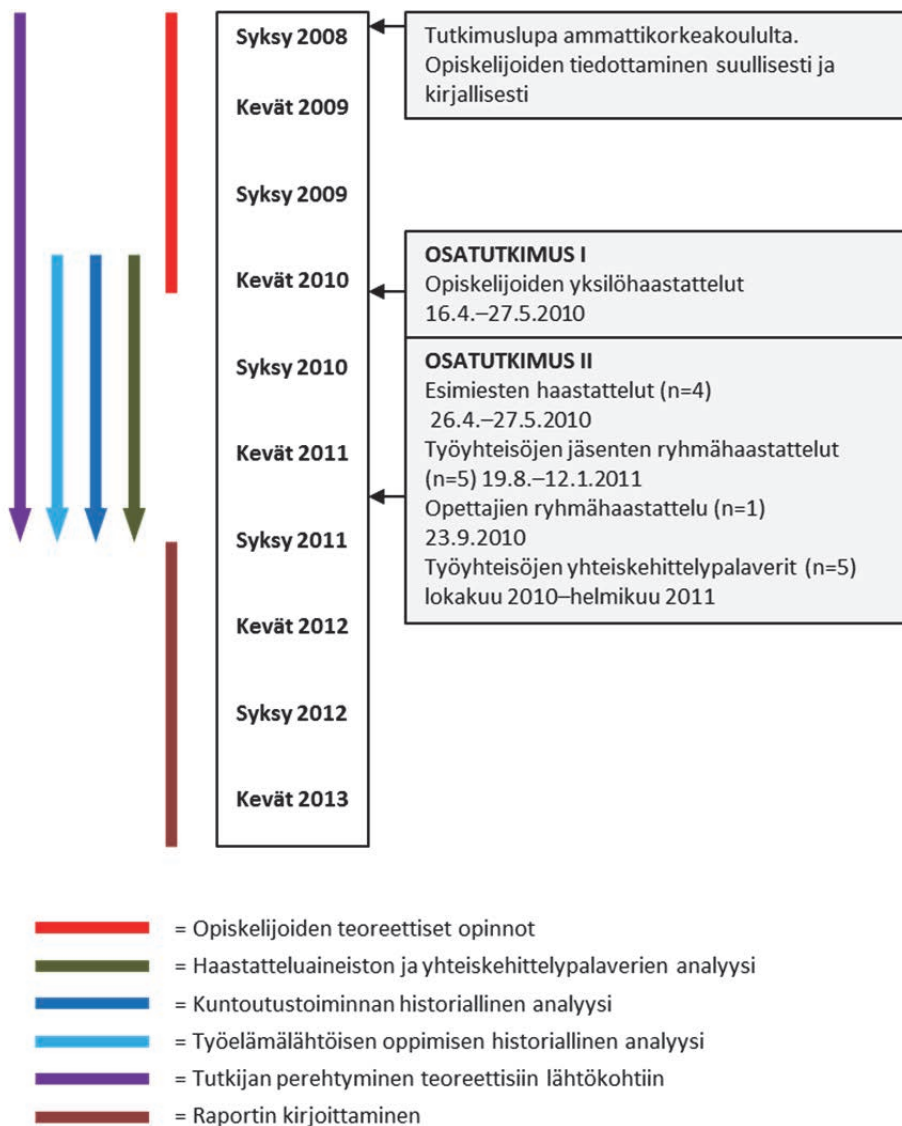 Syksy 2008
Kevät 2009
Syksy 2009
Kevät 2010
Syksy 2010
Kevät 2011
Syksy 2011
Kevät 2012
Syksy 2012
Kevät 2013
Tutkimuslupa ammattikorkeakoululta.
Opiskelijoiden tiedottaminen suullisesti ja
kirjallisesti
OSATUTKIMUS I
Opiskelijoiden yksilöhaastattelut
16.4.–27.5.2010
OSATUTKIMUS II
Esimiesten haastattelut (n=4)
26.4.–27.5.2010
Työyhteisöjen jäsenten ryhmähaastattelut
(n=5) 19.8.–12.1.2011
Opettajien ryhmähaastattelu (n=1)
23.9.2010
Työyhteisöjen yhteiskehittelypalaverit (n=5)
lokakuu 2010–helmikuu 2011
= Opiskelijoiden teoreettiset opinnot
= Haastatteluaineiston ja yhteiskehittelypalaverien analyysi
= Kuntoutustoiminnan historiallinen analyysi
= Työelämälähtöisen oppimisen historiallinen analyysi
= Tutkijan perehtyminen teoreettisiin lähtökohtiin
= Raportin kirjoittaminen